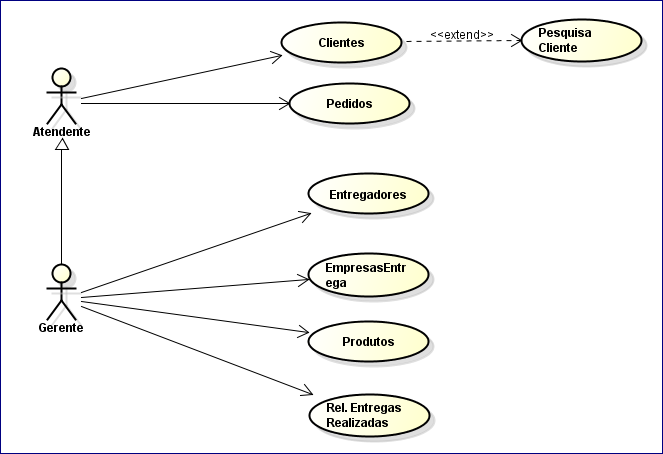 Clientes
<<extend>>
Pesquisa
Cliente
Pedidos
Atendente
Entregadores
EmpresasEntr
ega
Gerente
Produtos
Rel. Entregas
Realizadas